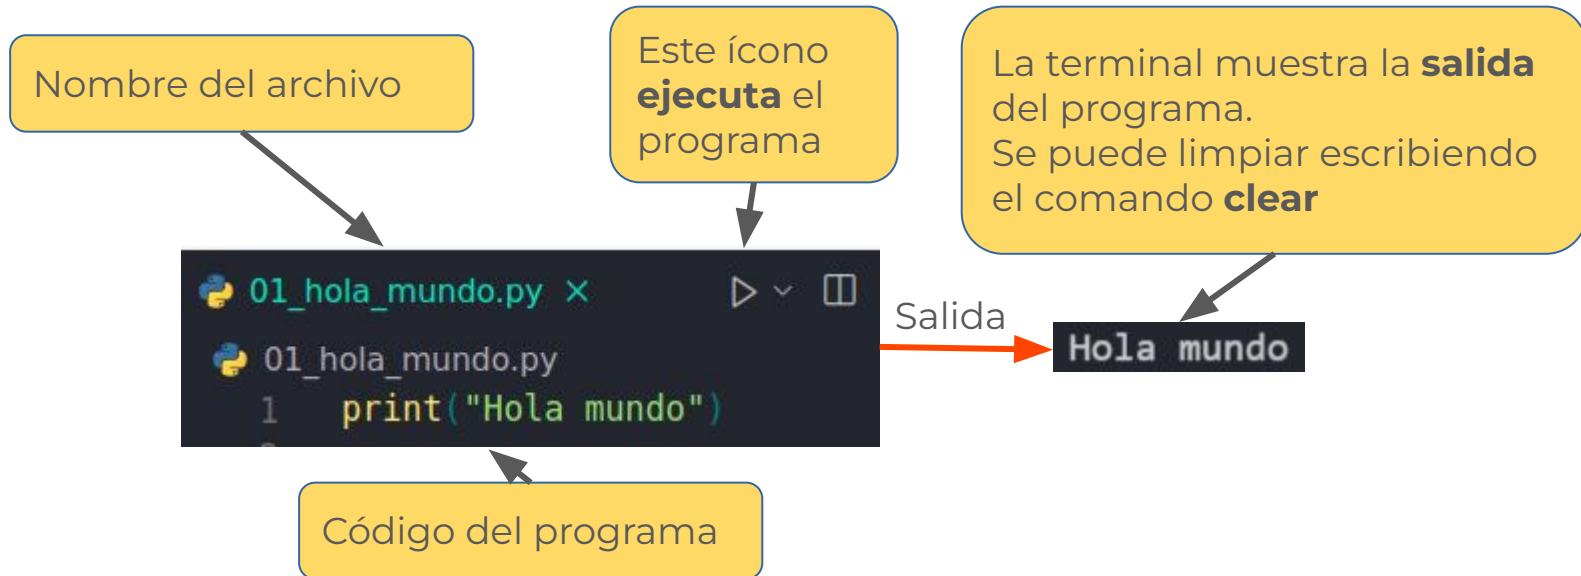 Nombre del archivo
Este ícono
ejecuta el
programa
La terminal muestra la salida
del programa.
Se puede limpiar escribiendo
el comando clear
01_hola_mundo.py ×
01_hola_mundo.py
1 print("Hola mundo")
Salida
Hola mundo
Código del programa